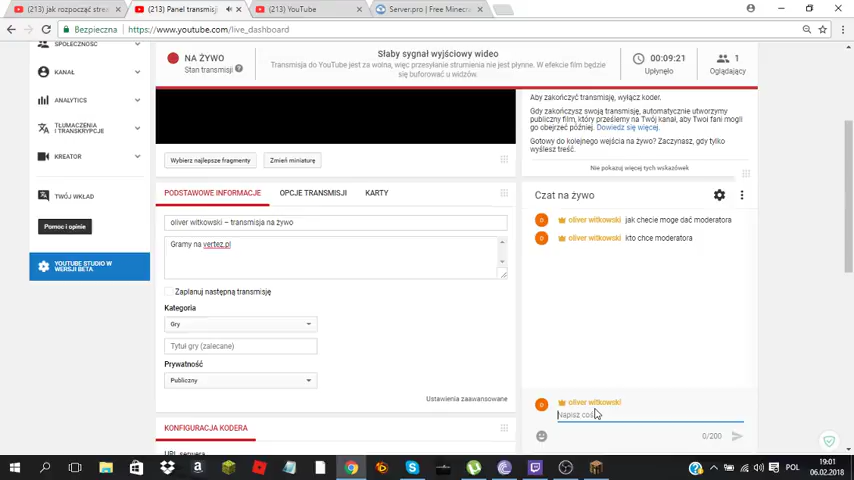 (213) jak rozpocząć stre
(213) Panel transmisj
(213) YouTube
Server.pro | Free Minecraf
Bezpieczna
https://www.youtube.com/live_dashboard
SPOŁECZNOŚĆ
KANAŁ
ANALYTICS
TŁUMACZENIA
I TRANSKRYPCJE
KREATOR
TWÓJ WKŁAD
Pomoc i opinie
YOUTUBE STUDIO W
WERSJI BETA
NA ŻYWO
Stan transmisji
Słaby sygnał wyjściowy wideo
Transmisja do YouTube jest za wolna, więc przesyłanie strumienia nie jest płynne. W efekcie film będzie
się buforować u widzów.
00:09:21
Upłynęło
1
Oglądający
Wybierz najlepsze fragmenty
Zmień miniaturę
PODSTAWOWE INFORMACJE
OPCJE TRANSMISJI
KARTY
oliver witkowski – transmisja na żywo
Gramy na vertez.pl
Zaplanuj następną transmisję
Kategoria
Gry
Tytuł gry (zalecane)
Prywatność
Publiczny
Ustawienia zaawansowane
KONFIGURACJA KODERA
URL serwera
Aby zakończyć transmisję, wyłącz koder.
Gdy zakończysz swoją transmisję, automatycznie utworzymy
publiczny film, który prześlemy na Twój kanał, aby Twoi fani mogli
go obejrzeć później. Dowiedz się więcej.
Gotowy do kolejnego wejścia na żywo? Zaczynasz, gdy tylko
wyślesz treść.
Nie pokazuj więcej tych wskazówek
Czat na żywo
oliver witkowski jak checie moge dać moderatora
oliver witkowski kto chce moderatora
oliver witkowski
Napisz coś
0/200
POL
19:01
06.02.2018